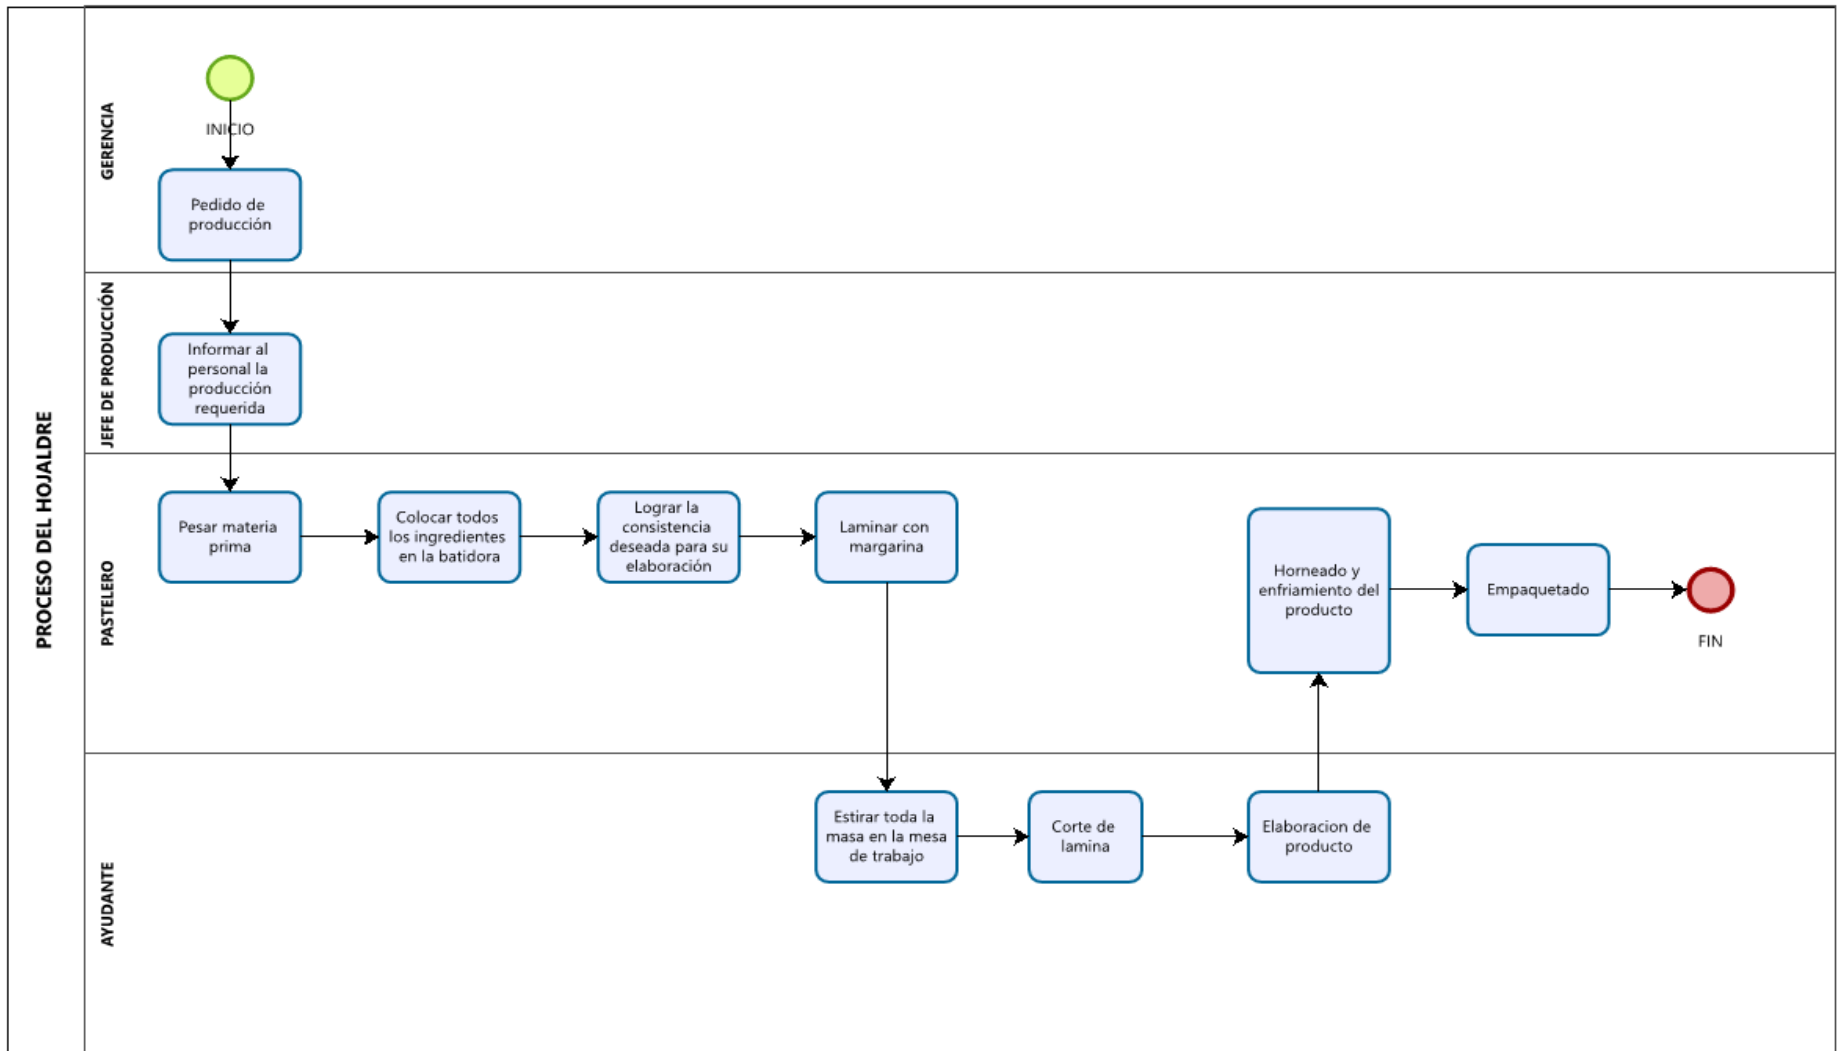 PROCESO DEL HOJALDRE
GERENCIA
INICIO
Pedido de
producción
JEFE DE PRODUCCIÓN
Informar al
personal la
producción
requerida
PASTELERO
Pesar materia
prima
Colocar todos
los ingredientes
en la batidora
Lograr la
consistencia
deseada para su
elaboración
Laminar con
margarina
Horneado y
enfriamiento del
producto
Empaquetado
FIN
AYUDANTE
Estirar toda la
masa en la mesa
de trabajo
Corte de
lamina
Elaboracion de
producto